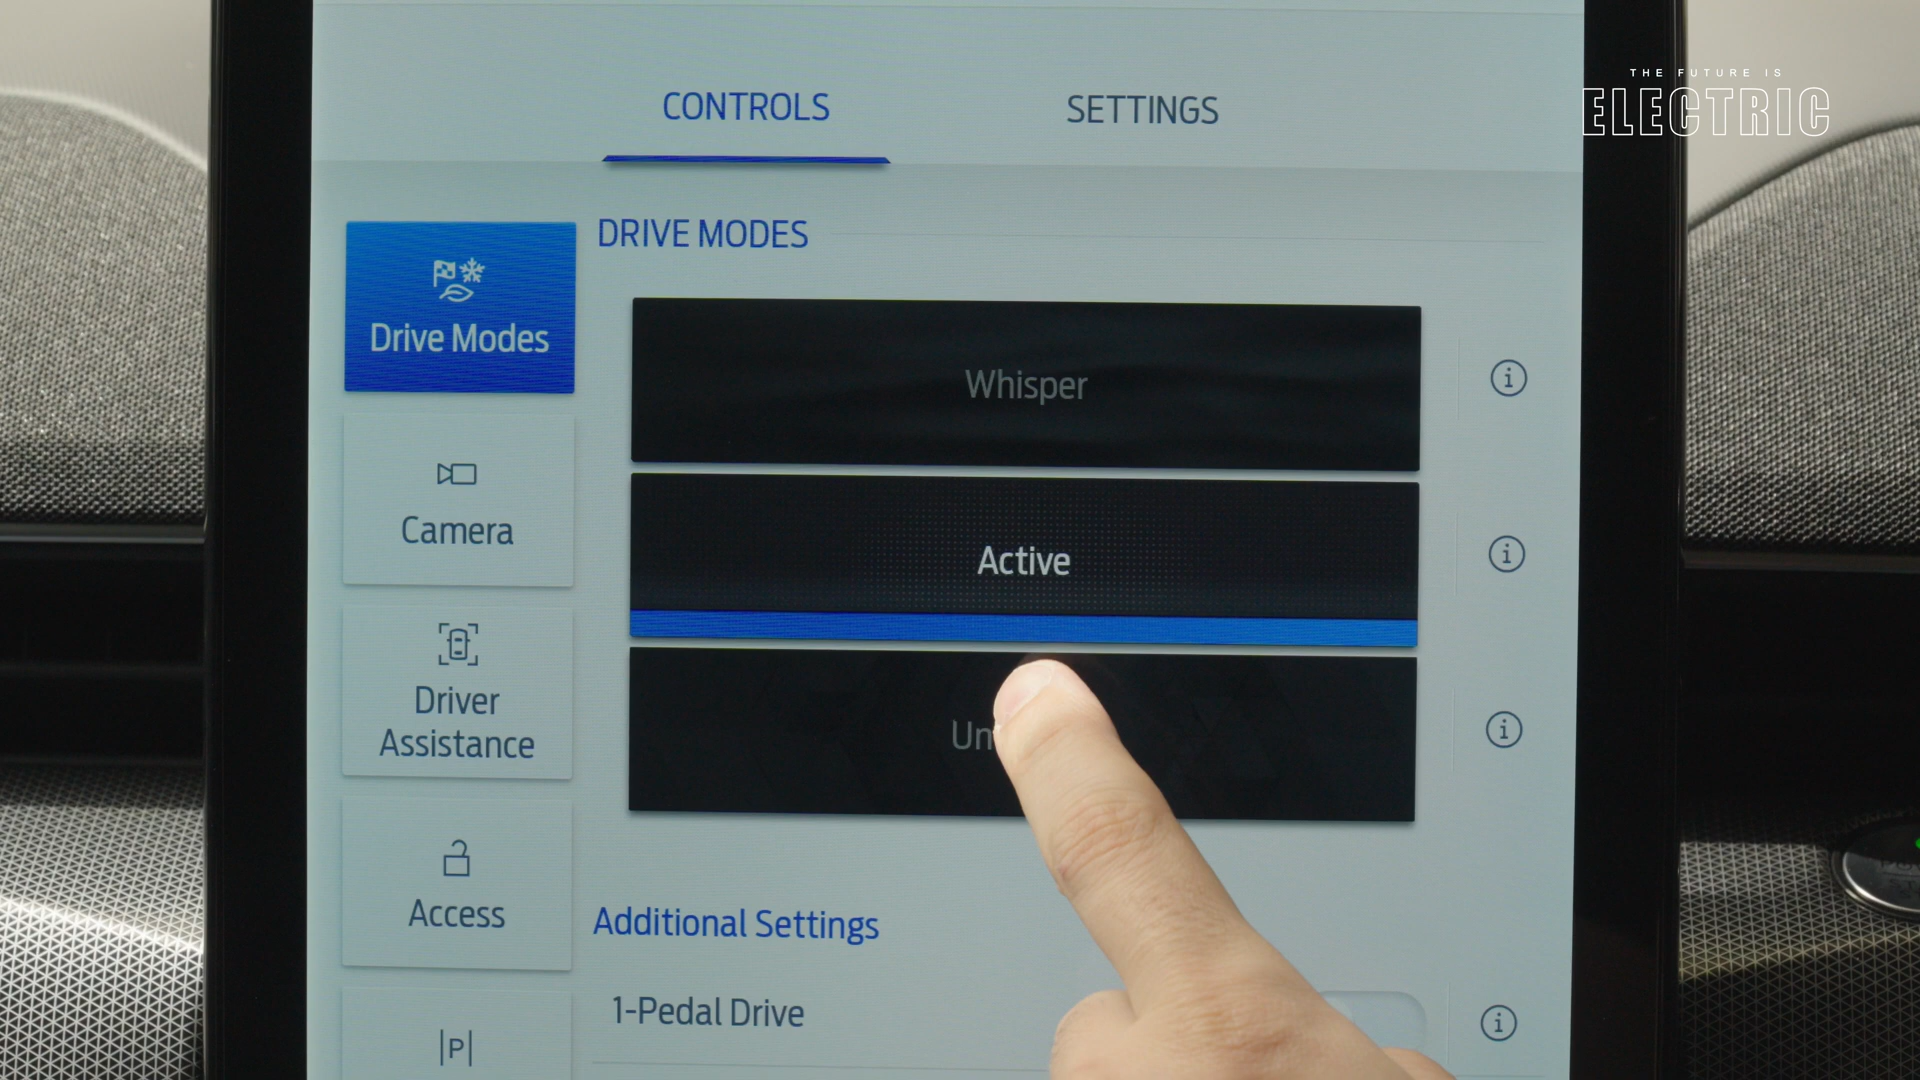 THE FUTURE IS
ELECTRIC
CONTROLS
SETTINGS
DRIVE MODES
Drive Modes
Whisper
Camera
Active
Driver
Assistance
Access
Additional Settings
1-Pedal Drive
|P|